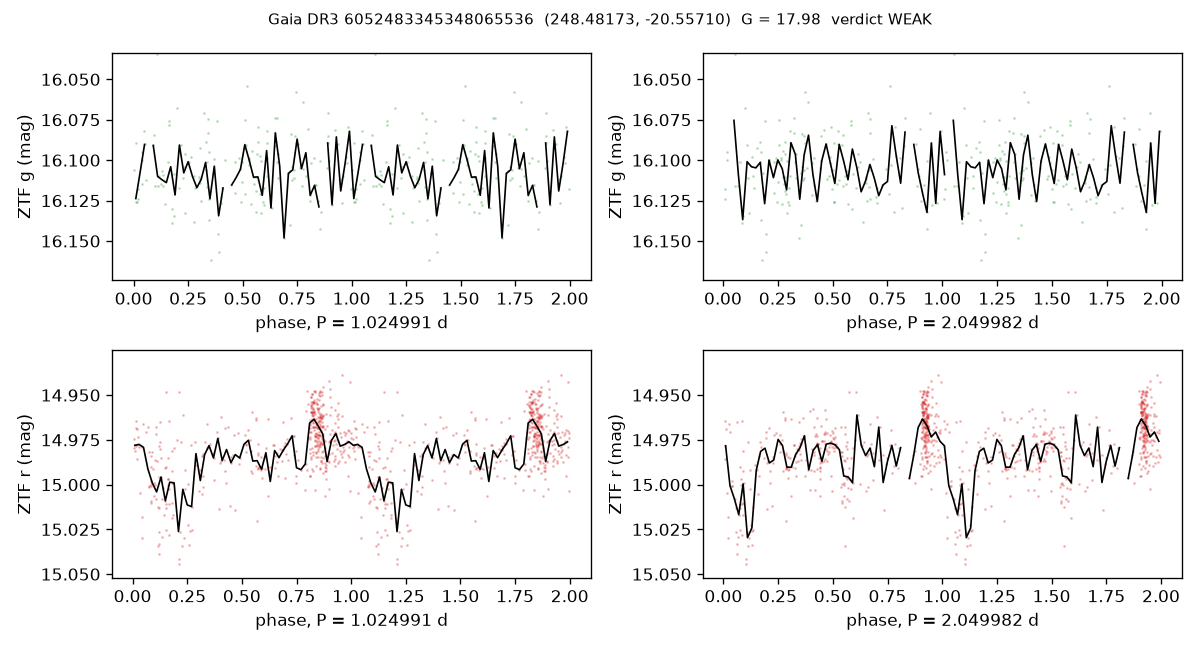 Gaia DR3 6052483345348065536  (248.48173, -20.55710)  G = 17.98  verdict WEAK
ZTF g (mag)
16.050
16.075
16.100
16.125
16.150
0.00 0.25 0.50 0.75 1.00 1.25 1.50 1.75 2.00
phase, P = 1.024991 d
ZTF g (mag)
16.050
16.075
16.100
16.125
16.150
0.00 0.25 0.50 0.75 1.00 1.25 1.50 1.75 2.00
phase, P = 2.049982 d
ZTF r (mag)
14.950
14.975
15.000
15.025
15.050
0.00 0.25 0.50 0.75 1.00 1.25 1.50 1.75 2.00
phase, P = 1.024991 d
ZTF r (mag)
14.950
14.975
15.000
15.025
15.050
0.00 0.25 0.50 0.75 1.00 1.25 1.50 1.75 2.00
phase, P = 2.049982 d